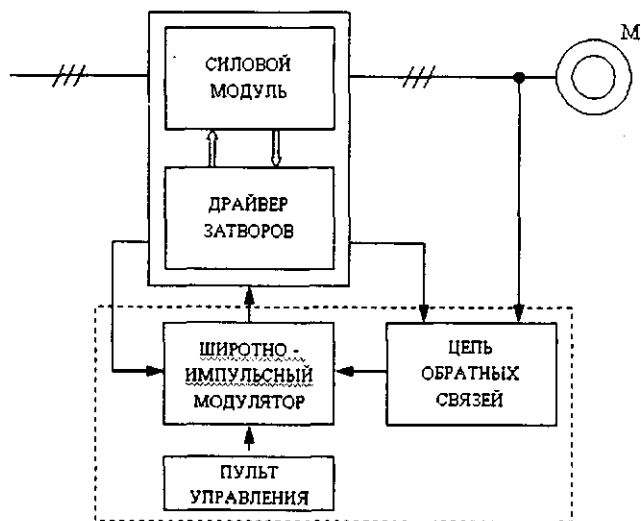 М
СИЛОВОЙ
МОДУЛЬ
ДРАЙВЕР
ЗАТВОРОВ
ШИРОТНО -
ИМПУЛЬСНЫЙ
МОДУЛЯТОР
ЦЕПЬ
ОБРАТНЫХ
СВЯЗЕЙ
ПУЛЬТ
УПРАВЛЕНИЯ